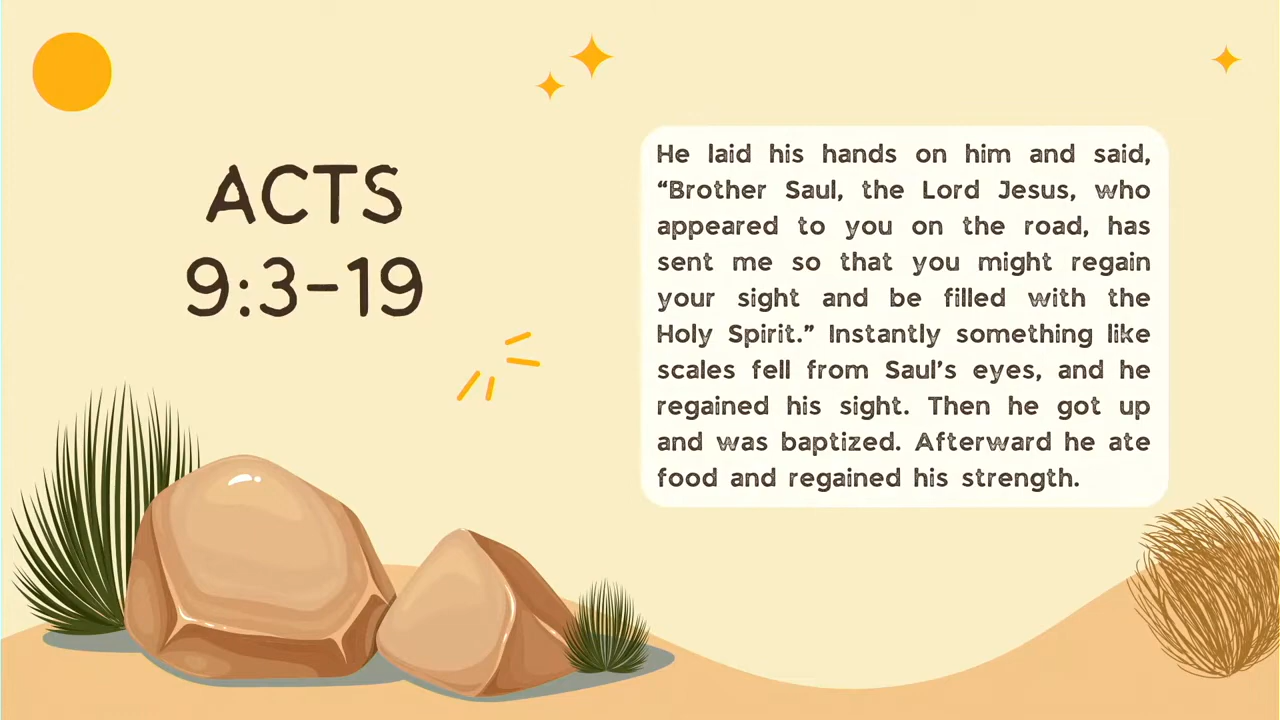 ACTS
9:3-19
He laid his hands on him and said,
“Brother Saul, the Lord Jesus, who
appeared to you on the road, has
sent me so that you might regain
your sight and be filled with the
Holy Spirit.” Instantly something like
scales fell from Saul’s eyes, and he
regained his sight. Then he got up
and was baptized. Afterward he ate
food and regained his strength.